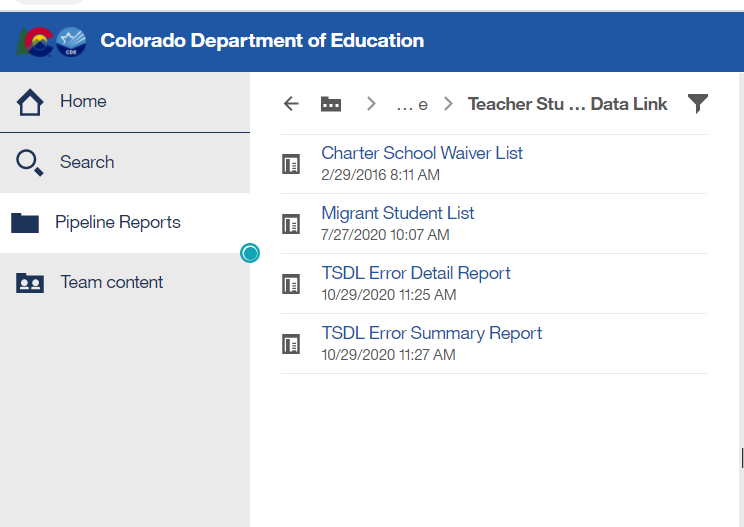 CDE
Colorado Department of Education
Home
Search
Pipeline Reports
Team content
... e > Teacher Stu ... Data Link
Charter School Waiver List
2/29/2016 8:11 AM
Migrant Student List
7/27/2020 10:07 AM
TSDL Error Detail Report
10/29/2020 11:25 AM
TSDL Error Summary Report
10/29/2020 11:27 AM